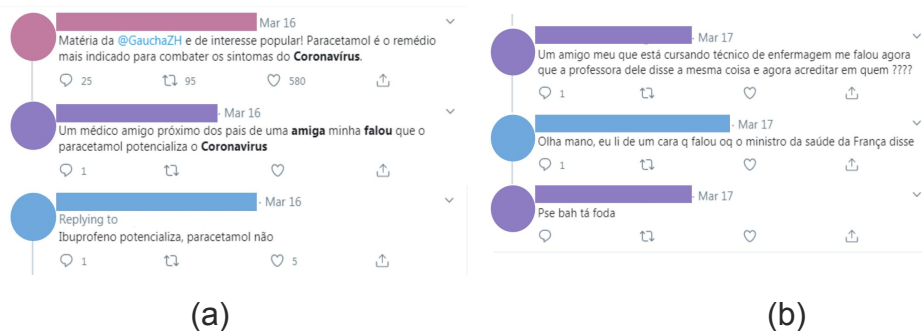 Mar 16
Matéria da @GauchaZH e de interesse popular! Paracetamol é o remédio
mais indicado para combater os sintomas do Coronavírus.
25 95 580
- Mar 16
Um médico amigo próximo dos pais de uma amiga minha falou que o
paracetamol potencializa o Coronavirus
1
- Mar 16
Replying to
Ibuprofeno potencializa, paracetamol não
1 5
(a)
- Mar 17
Um amigo meu que está cursando técnico de enfermagem me falou agora
que a professora dele disse a mesma coisa e agora acreditar em quem ????
1
- Mar 17
Olha mano, eu li de um cara q falou oq o ministro da saúde da França disse
1
- Mar 17
Pse bah tá foda
(b)